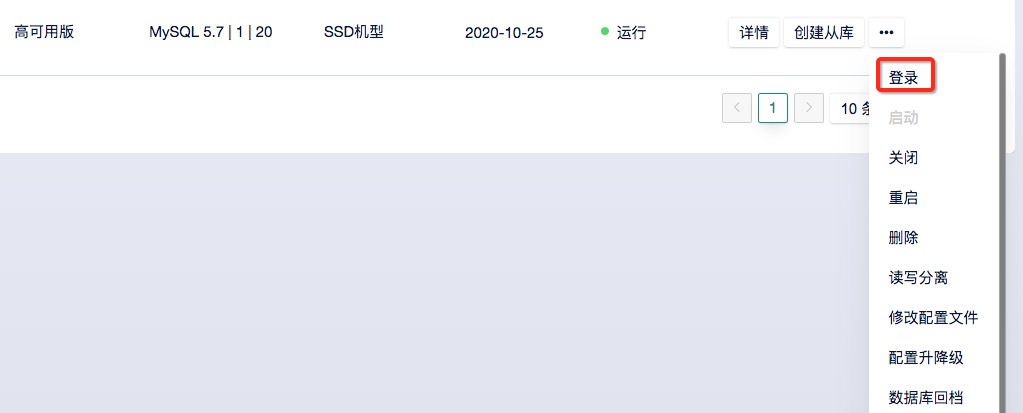 高可用版 MySQL 5.7 | 1 | 20 SSD机型 2020-10-25 运行 详情 创建从库 •••
登录
1 10 条
启动
关闭
重启
删除
读写分离
修改配置文件
配置升降级
数据库回档